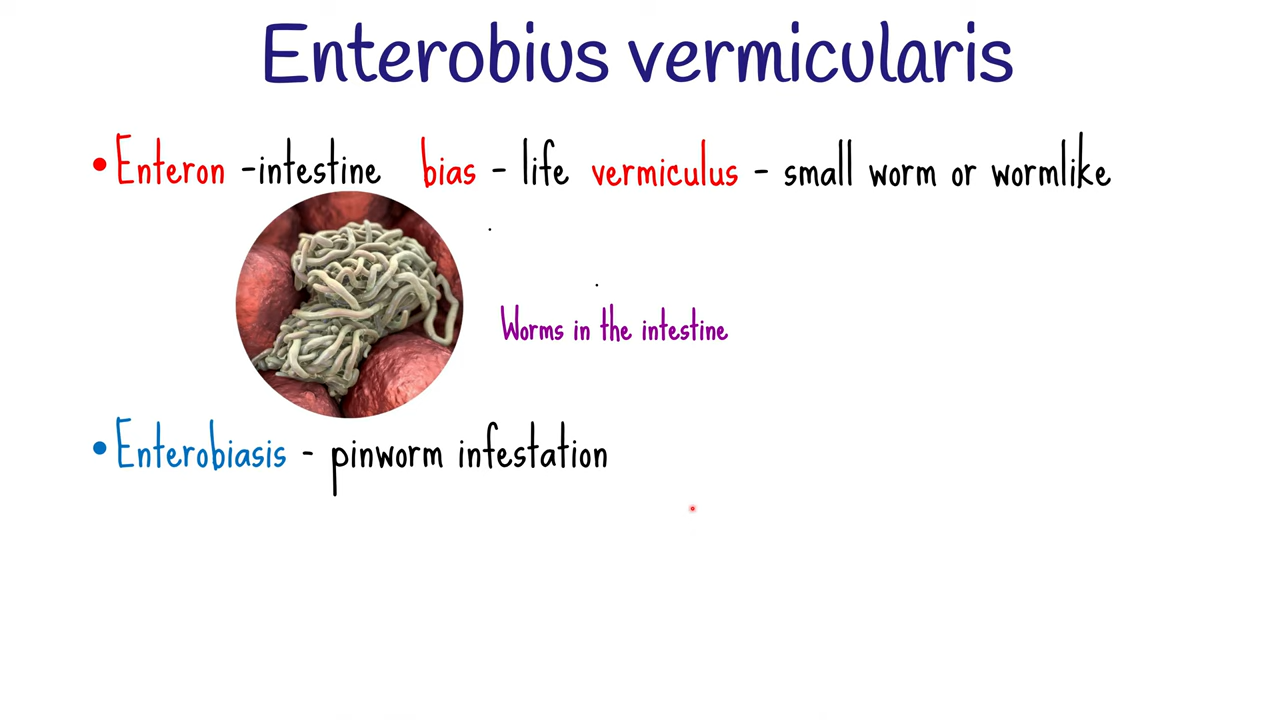 Enterobius vermicularis
•Enteron -intestine bias - life vermiculus - small worm or wormlike
Worms in the intestine
•Enterobiasis - pinworm infestation